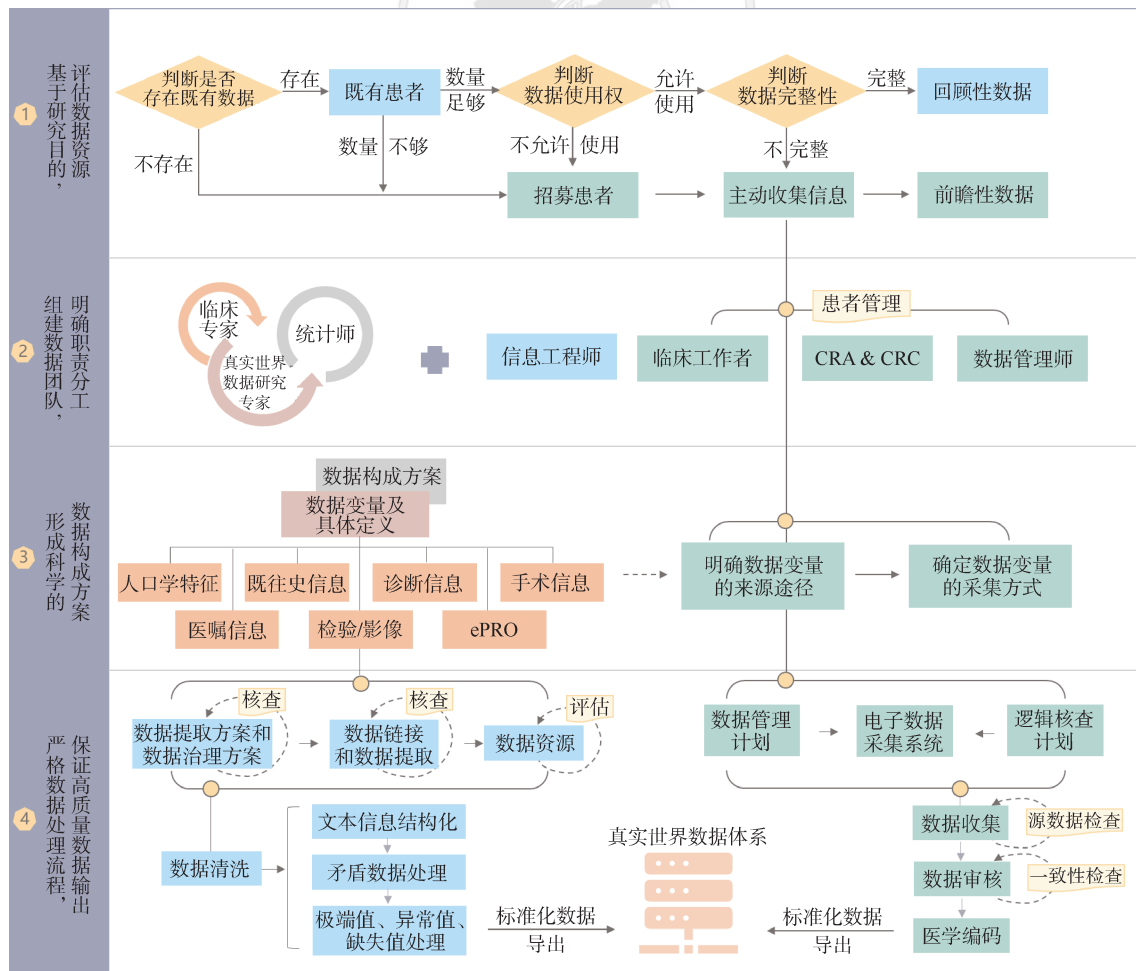 1
基于研究目的，
评估数据资源
判断是否
存在既有数据
存在
既有患者
数量
足够
判断
数据使用权
允许
使用
判断
数据完整性
完整
回顾性数据
不存在
数量 不够
不允许 使用
不 完整
招募患者
主动收集信息
前瞻性数据
2
组建数据团队，
明确职责分工
临床
专家
统计师
真实世界
数据研究
专家
信息工程师
患者管理
临床工作者
CRA & CRC
数据管理师
3
形成科学的
数据构成方案
数据构成方案
数据变量及
具体定义
人口学特征
既往史信息
诊断信息
手术信息
医嘱信息
检验/影像
ePRO
明确数据变量
的来源途径
确定数据变量
的采集方式
4
严格数据处理流程，
保证高质量数据输出
核查
数据提取方案和
数据治理方案
核查
数据链接
和数据提取
评估
数据资源
数据管理
计划
电子数据
采集系统
逻辑核查
计划
数据清洗
文本信息结构化
矛盾数据处理
极端值、异常值、
缺失值处理
标准化数据
导出
真实世界数据体系
标准化数据
导出
数据收集
源数据检查
数据审核
一致性检查
医学编码